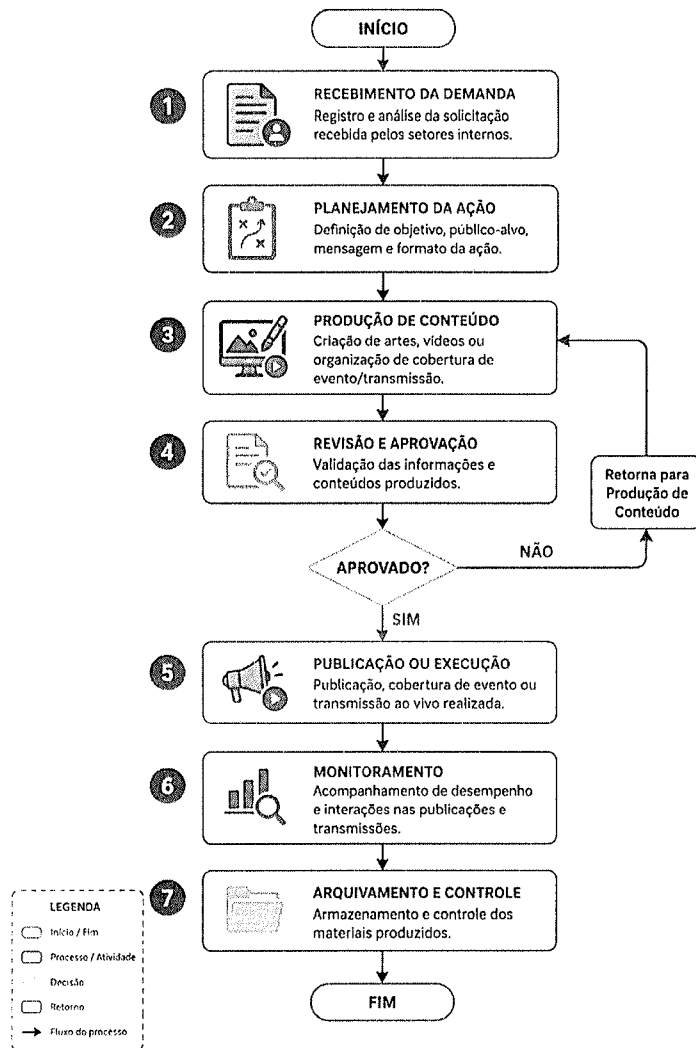 INÍCIO
1
RECEBIMENTO DA DEMANDA
Registro e análise da solicitação
recebida pelos setores internos.
2
PLANEJAMENTO DA AÇÃO
Definição de objetivo, público-alvo,
mensagem e formato da ação.
3
PRODUÇÃO DE CONTEÚDO
Criação de artes, vídeos ou
organização de cobertura de
evento/transmissão.
4
REVISÃO E APROVAÇÃO
Validação das informações e
conteúdos produzidos.
Retorna para
Produção de
Conteúdo
APROVADO?
NÃO
SIM
5
PUBLICAÇÃO OU EXECUÇÃO
Publicação, cobertura de evento ou
transmissão ao vivo realizada.
6
MONITORAMENTO
Acompanhamento de desempenho
e interações nas publicações e
transmissões.
7
ARQUIVAMENTO E CONTROLE
Armazenamento e controle dos
materiais produzidos.
FIM
LEGENDA
Início / Fim
Processo / Atividade
Decisão
Retorno
Fluxo do processo